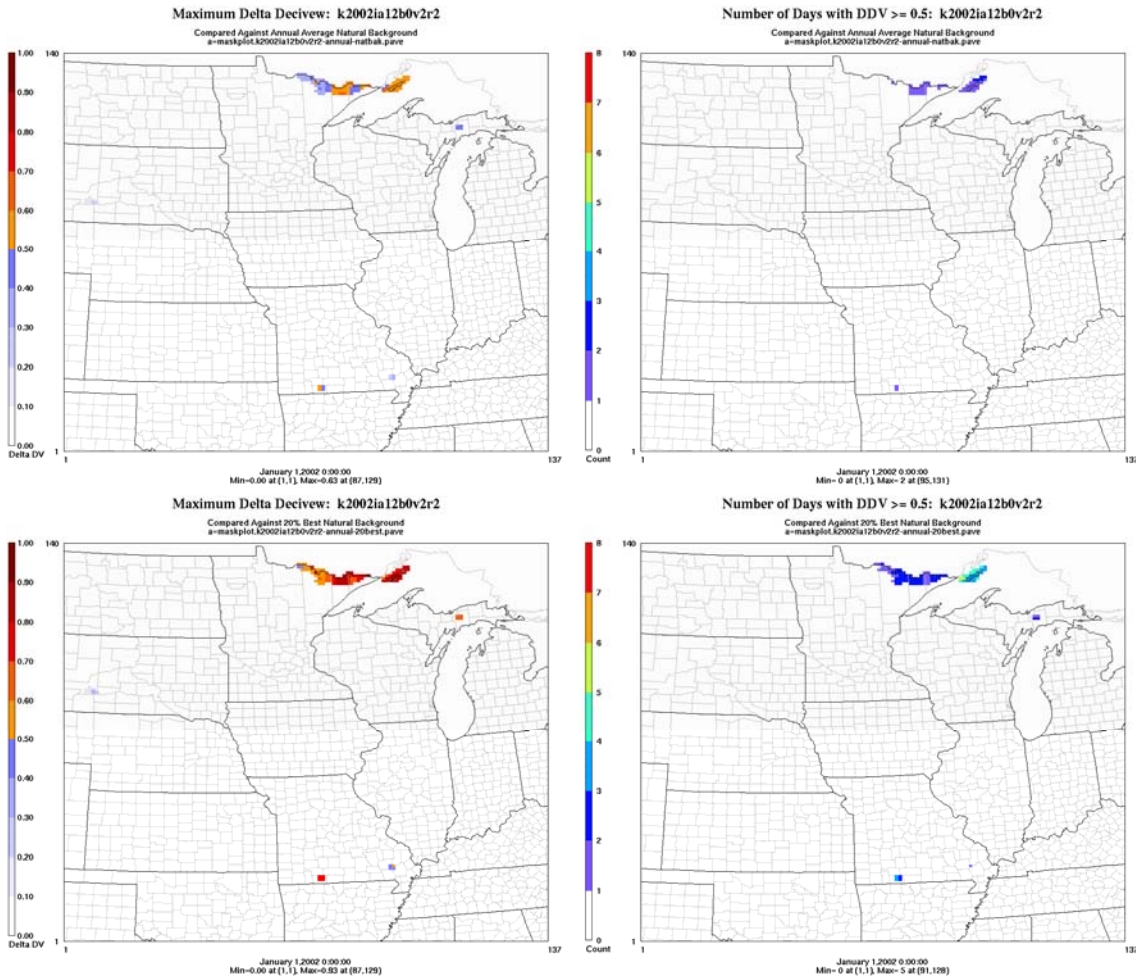 Maximum Delta Decivew: k2002ia12b0v2r2
Compared Against Annual Average Natural Background
a=maskplot.k2002ia12b0v2r2-annual-natbak.pave
1.00
0.90
0.80
0.70
0.60
0.50
0.40
0.30
0.20
0.10
0.00
Delta DV
140
1
1
137
January 1,2002 0:00:00
Min=0.00 at (1,1), Max=0.63 at (87,129)
Number of Days with DDV >= 0.5: k2002ia12b0v2r2
Compared Against Annual Average Natural Background
a=maskplot.k2002ia12b0v2r2-annual-natbak.pave
8
7
6
5
4
3
2
1
0
Count
140
1
1
137
January 1,2002 0:00:00
Min= 0 at (1,1), Max= 2 at (95,131)
Maximum Delta Decivew: k2002ia12b0v2r2
Compared Against 20% Best Natural Background
a=maskplot.k2002ia12b0v2r2-annual-20best.pave
1.00
0.90
0.80
0.70
0.60
0.50
0.40
0.30
0.20
0.10
0.00
Delta DV
140
1
1
137
January 1,2002 0:00:00
Min=0.00 at (1,1), Max=0.93 at (87,129)
Number of Days with DDV >= 0.5: k2002ia12b0v2r2
Compared Against 20% Best Natural Background
a=maskplot.k2002ia12b0v2r2-annual-20best.pave
8
7
6
5
4
3
2
1
0
Count
140
1
1
137
January 1,2002 0:00:00
Min= 0 at (1,1), Max= 5 at (91,128)